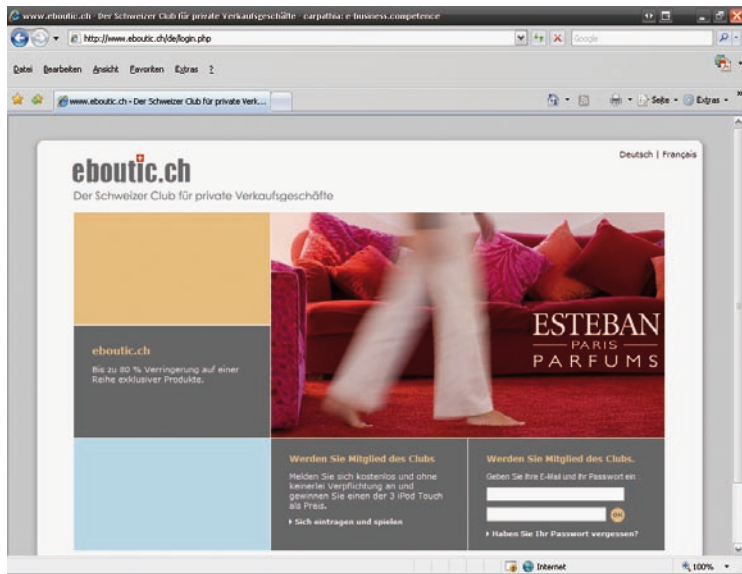 www.eboutic.ch - Der Schweizer Club für private Verkaufsgeschäfte - carpathia: e-business.competence
http://www.eboutic.ch/de/login.php
Google
Datei Bearbeiten Ansicht Favoriten Extras ?
www.eboutic.ch - Der Schweizer Club für private Verk...
Seite Extras
Deutsch | Français
eboutic.ch
Der Schweizer Club für private Verkaufsgeschäfte
ESTEBAN
PARIS
PARFUMS
eboutic.ch
Bis zu 80 % Verringerung auf einer
Reihe exklusiver Produkte.
Werden Sie Mitglied des Clubs
Melden Sie sich kostenlos und ohne
keinerlei Verpflichtung an und
gewinnen Sie einen der 3 iPod Touch
als Preis.
Sich eintragen und spielen
Werden Sie Mitglied des Clubs.
Geben Sie Ihre E-Mail und Ihr Passwort ein :
OK
Haben Sie Ihr Passwort vergessen?
Internet
100%